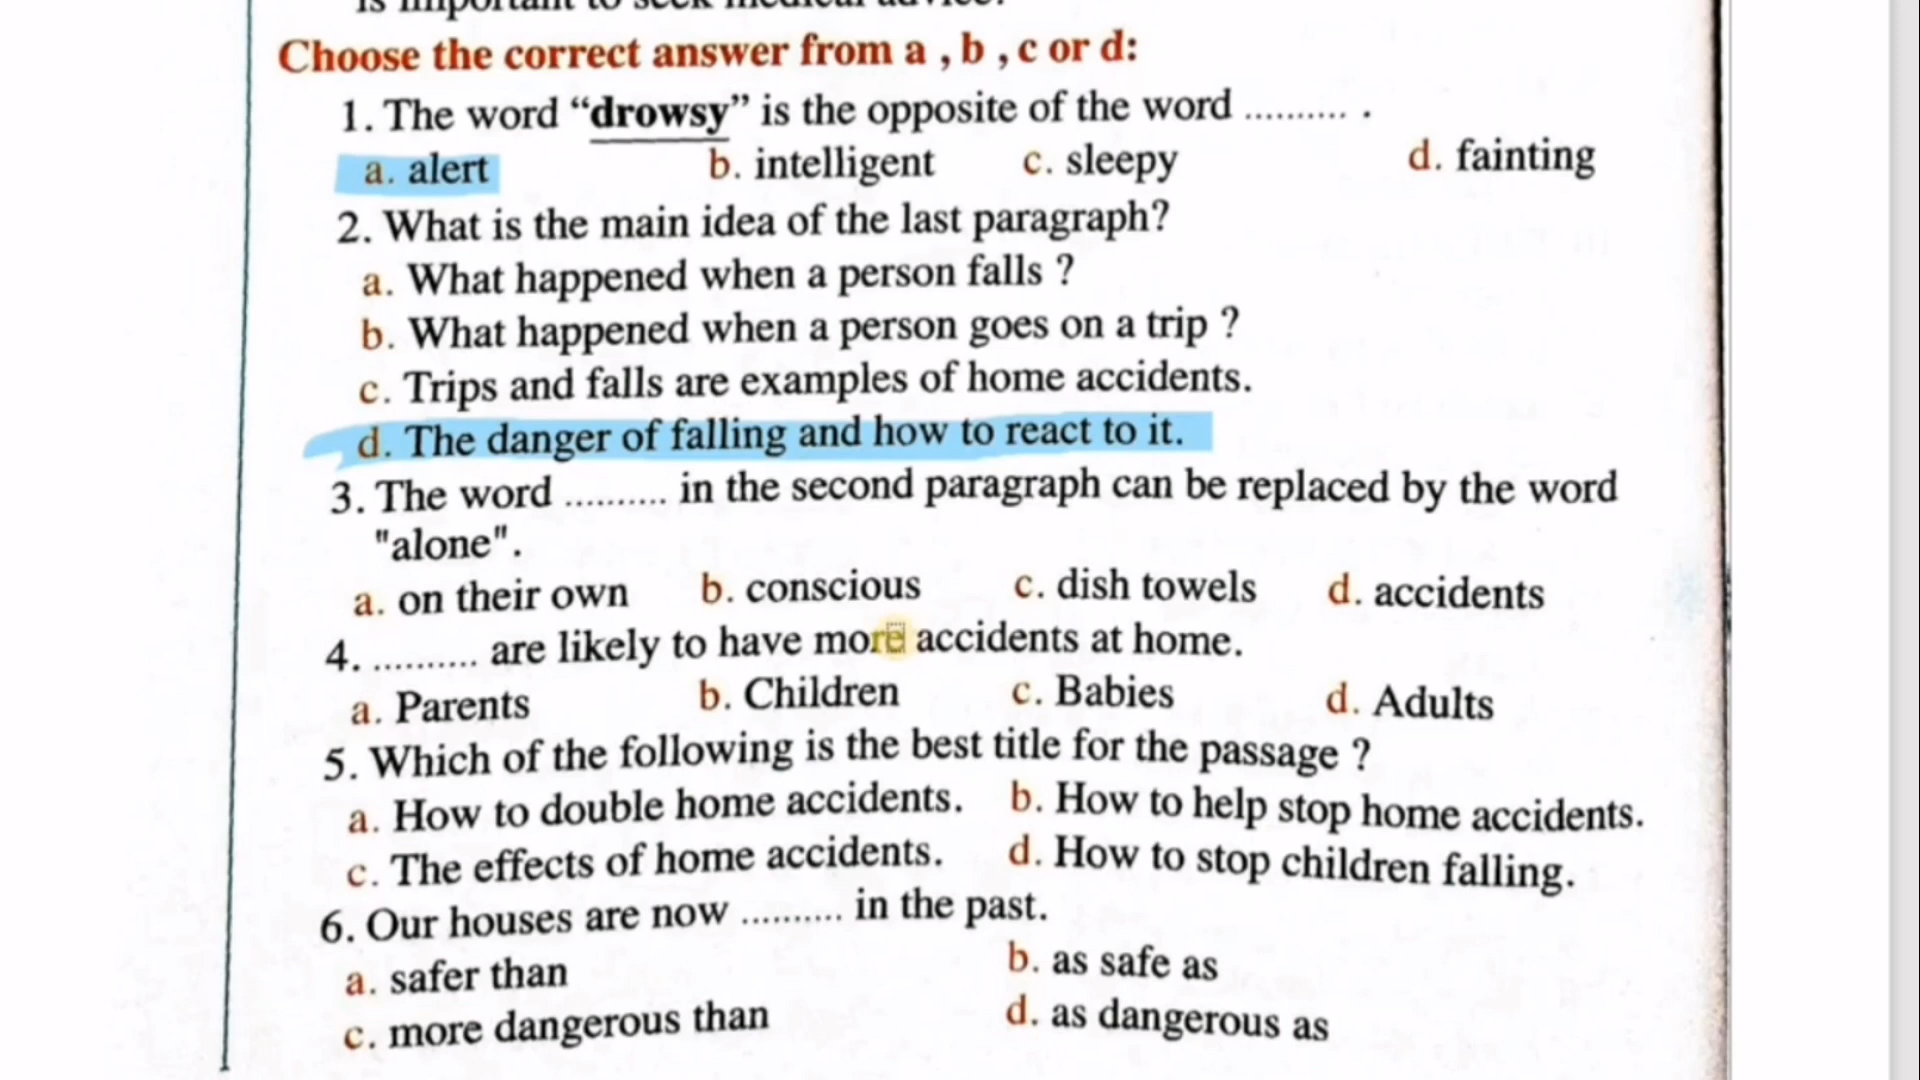 is important to seek medical advice.
Choose the correct answer from a , b , c or d:
1. The word “drowsy” is the opposite of the word .......... .
a. alert b. intelligent c. sleepy d. fainting
2. What is the main idea of the last paragraph?
a. What happened when a person falls ?
b. What happened when a person goes on a trip ?
c. Trips and falls are examples of home accidents.
d. The danger of falling and how to react to it.
3. The word .......... in the second paragraph can be replaced by the word
"alone".
a. on their own b. conscious c. dish towels d. accidents
4. .......... are likely to have more accidents at home.
a. Parents b. Children c. Babies d. Adults
5. Which of the following is the best title for the passage ?
a. How to double home accidents. b. How to help stop home accidents.
c. The effects of home accidents. d. How to stop children falling.
6. Our houses are now .......... in the past.
a. safer than b. as safe as
c. more dangerous than d. as dangerous as